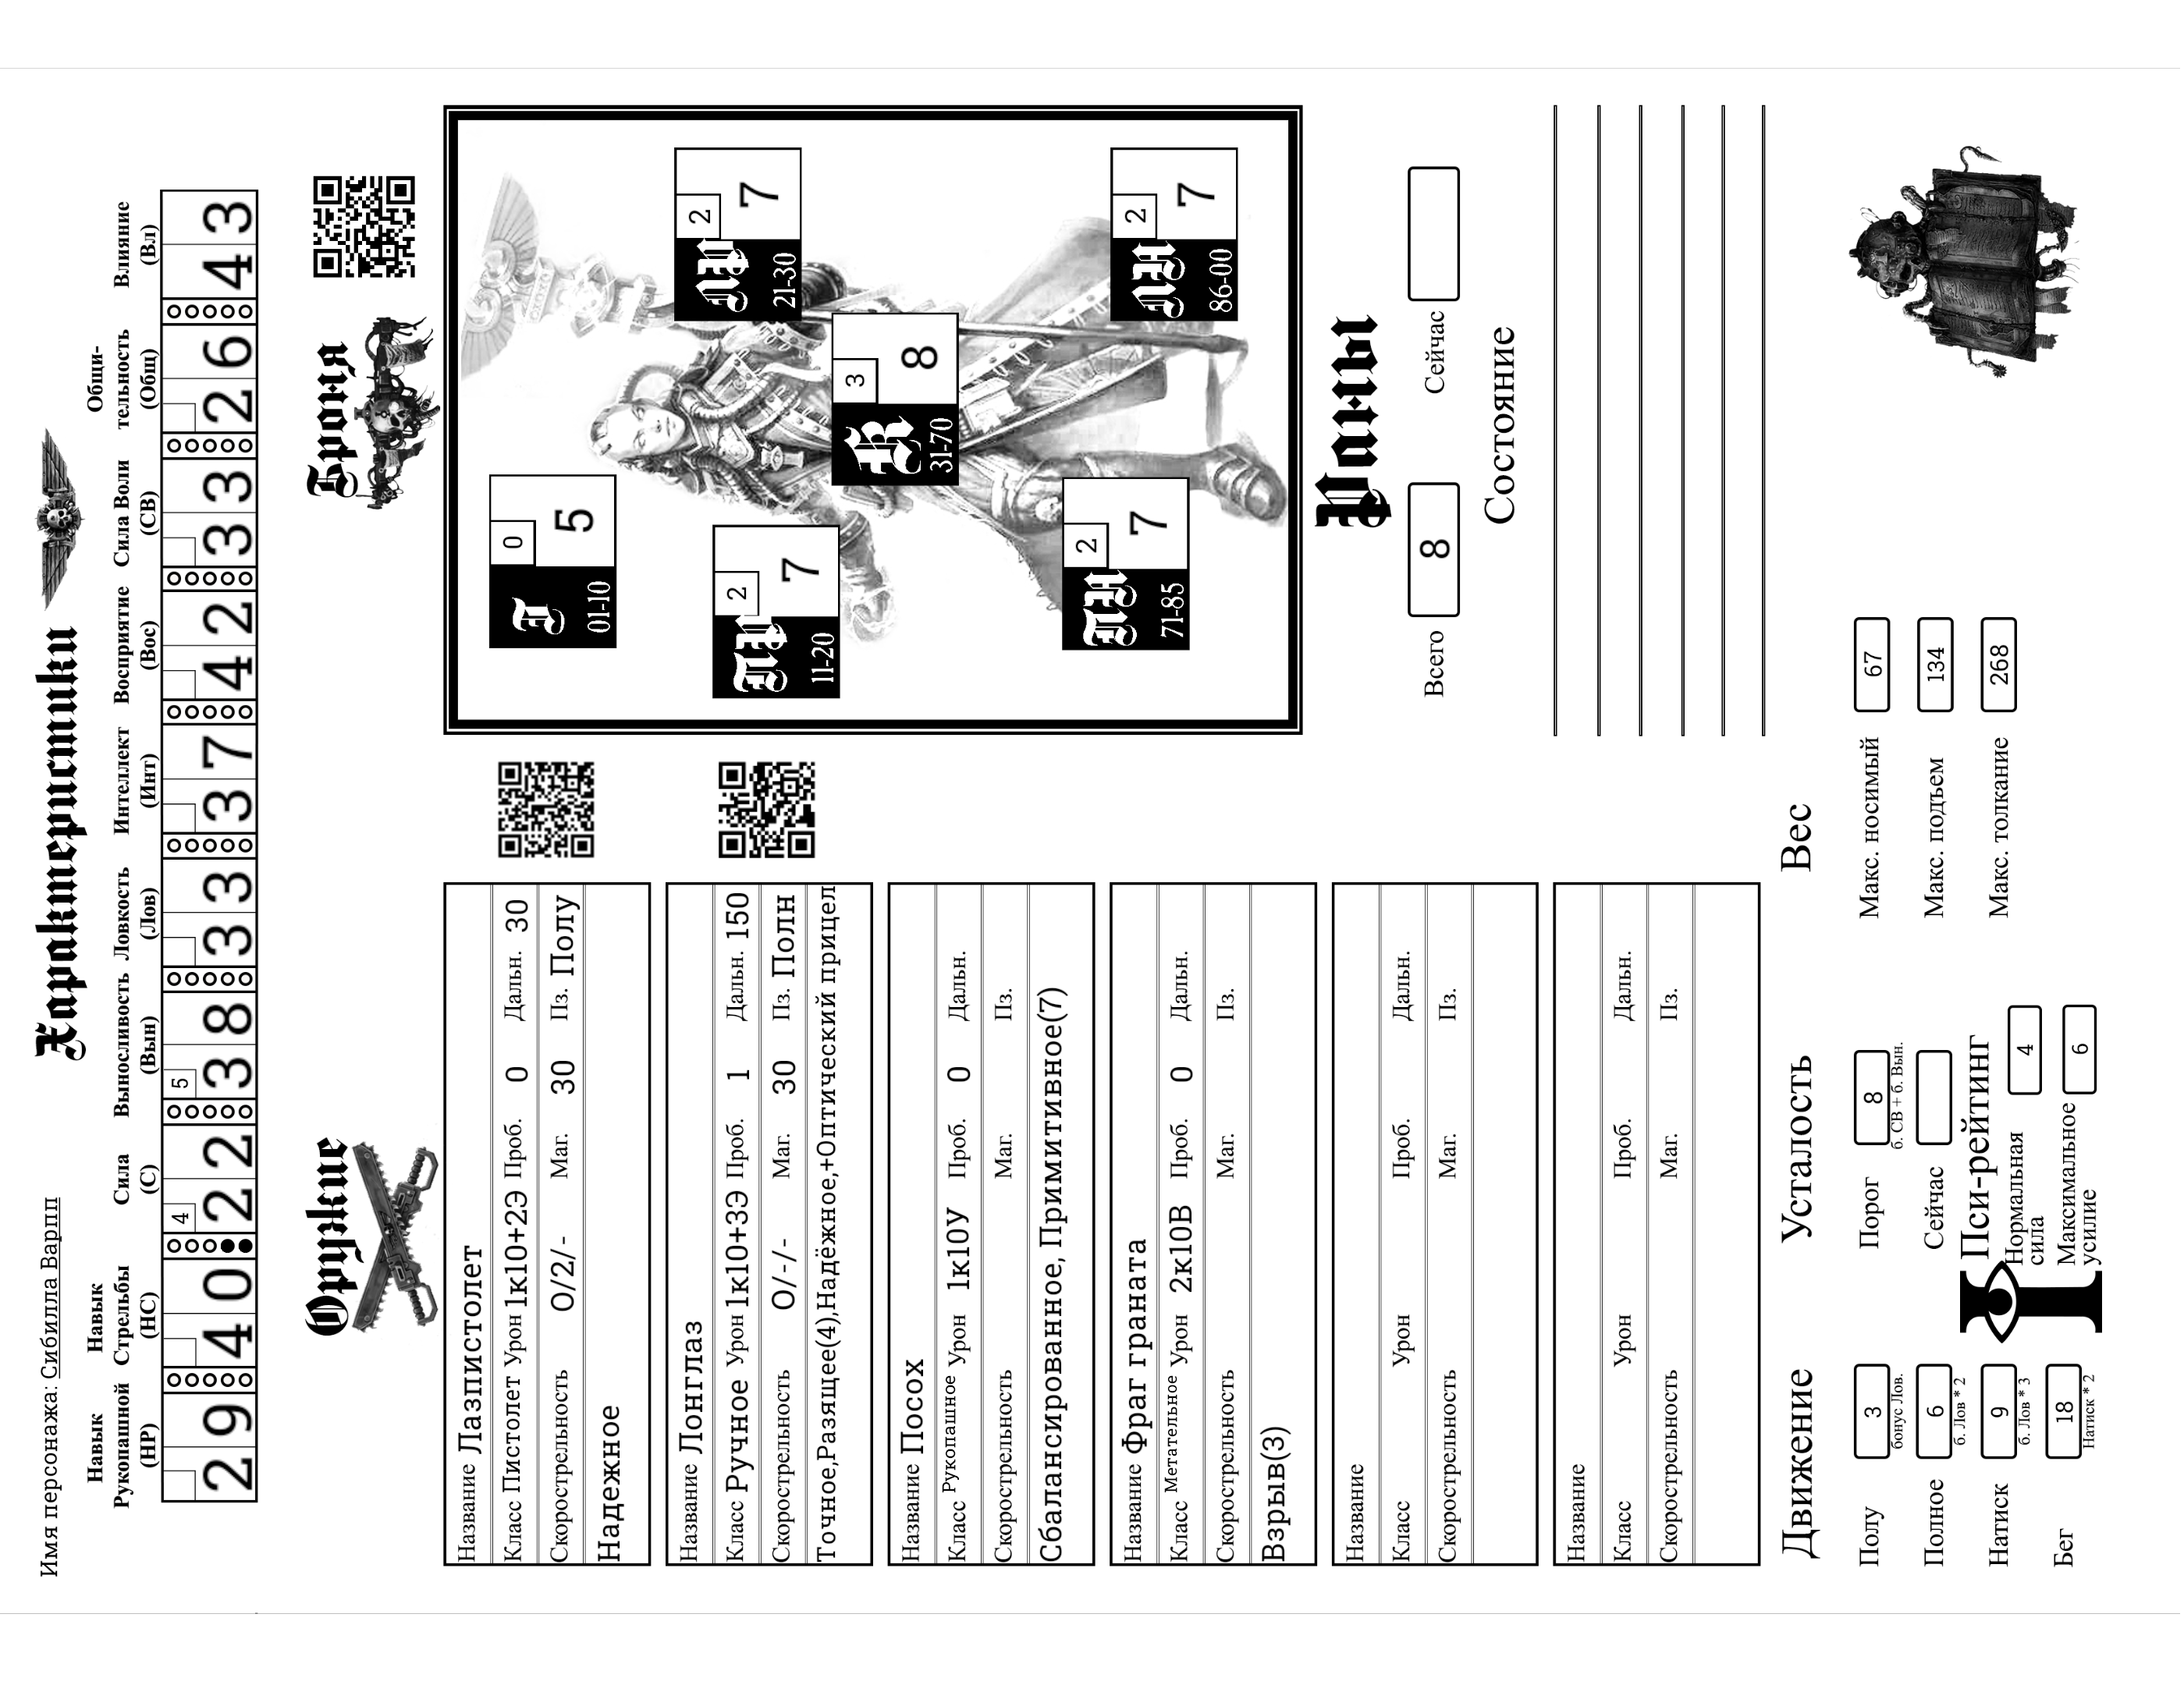 Имя персонажа: Сибилла Варпп
Характеристики
Навык Рукопашной (НР)
29
Навык Стрельбы (НС)
40
Сила (С)
4
22
Выносливость (Вын)
5
38
Ловкость (Лов)
33
Интеллект (Инт)
37
Восприятие (Вос)
42
Сила Воли (СВ)
33
Общи-
тельность (Общ)
26
Влияние (Вл)
43
Оружие
Название Лазпистолет
Класс Пистолет Урон 1к10+2Э Проб. 0 Дальн. 30
Скорострельность О/2/- Маг. 30 Пз. Полу
Надежное
Название Лонглаз
Класс Ручное Урон 1к10+3Э Проб. 1 Дальн. 150
Скорострельность О/-/- Маг. 30 Пз. Полн
Точное,Разящее(4),Надёжное,+Оптический прицел
Название Посох
Класс Рукопашное Урон 1к10У Проб. 0 Дальн.
Скорострельность Маг. Пз.
Сбалансированное, Примитивное(7)
Название Фраг граната
Класс Метательное Урон 2к10В Проб. 0 Дальн.
Скорострельность Маг. Пз.
Взрыв(3)
Название
Класс Урон Проб. Дальн.
Скорострельность Маг. Пз.
Название
Класс Урон Проб. Дальн.
Скорострельность Маг. Пз.
Броня
Г 01-10 0 5
ПР 11-20 2 7
ЛР 21-30 2 7
31-70 3 8
ПН 71-85 2 7
ЛН 86-00 2 7
Раны
Всего 8 Сейчас
Состояние
Движение
Полу 3
бонус Лов.
Полное 6
б. Лов * 2
Натиск 9
б. Лов * 3
Бег 18
Натиск * 2
Усталость
Порог 8
б. СВ + б. Вын.
Сейчас
Пси-рейтинг
Нормальная сила 4
Максимальное усилие 6
Вес
Макс. носимый 67
Макс. подъем 134
Макс. толкание 268